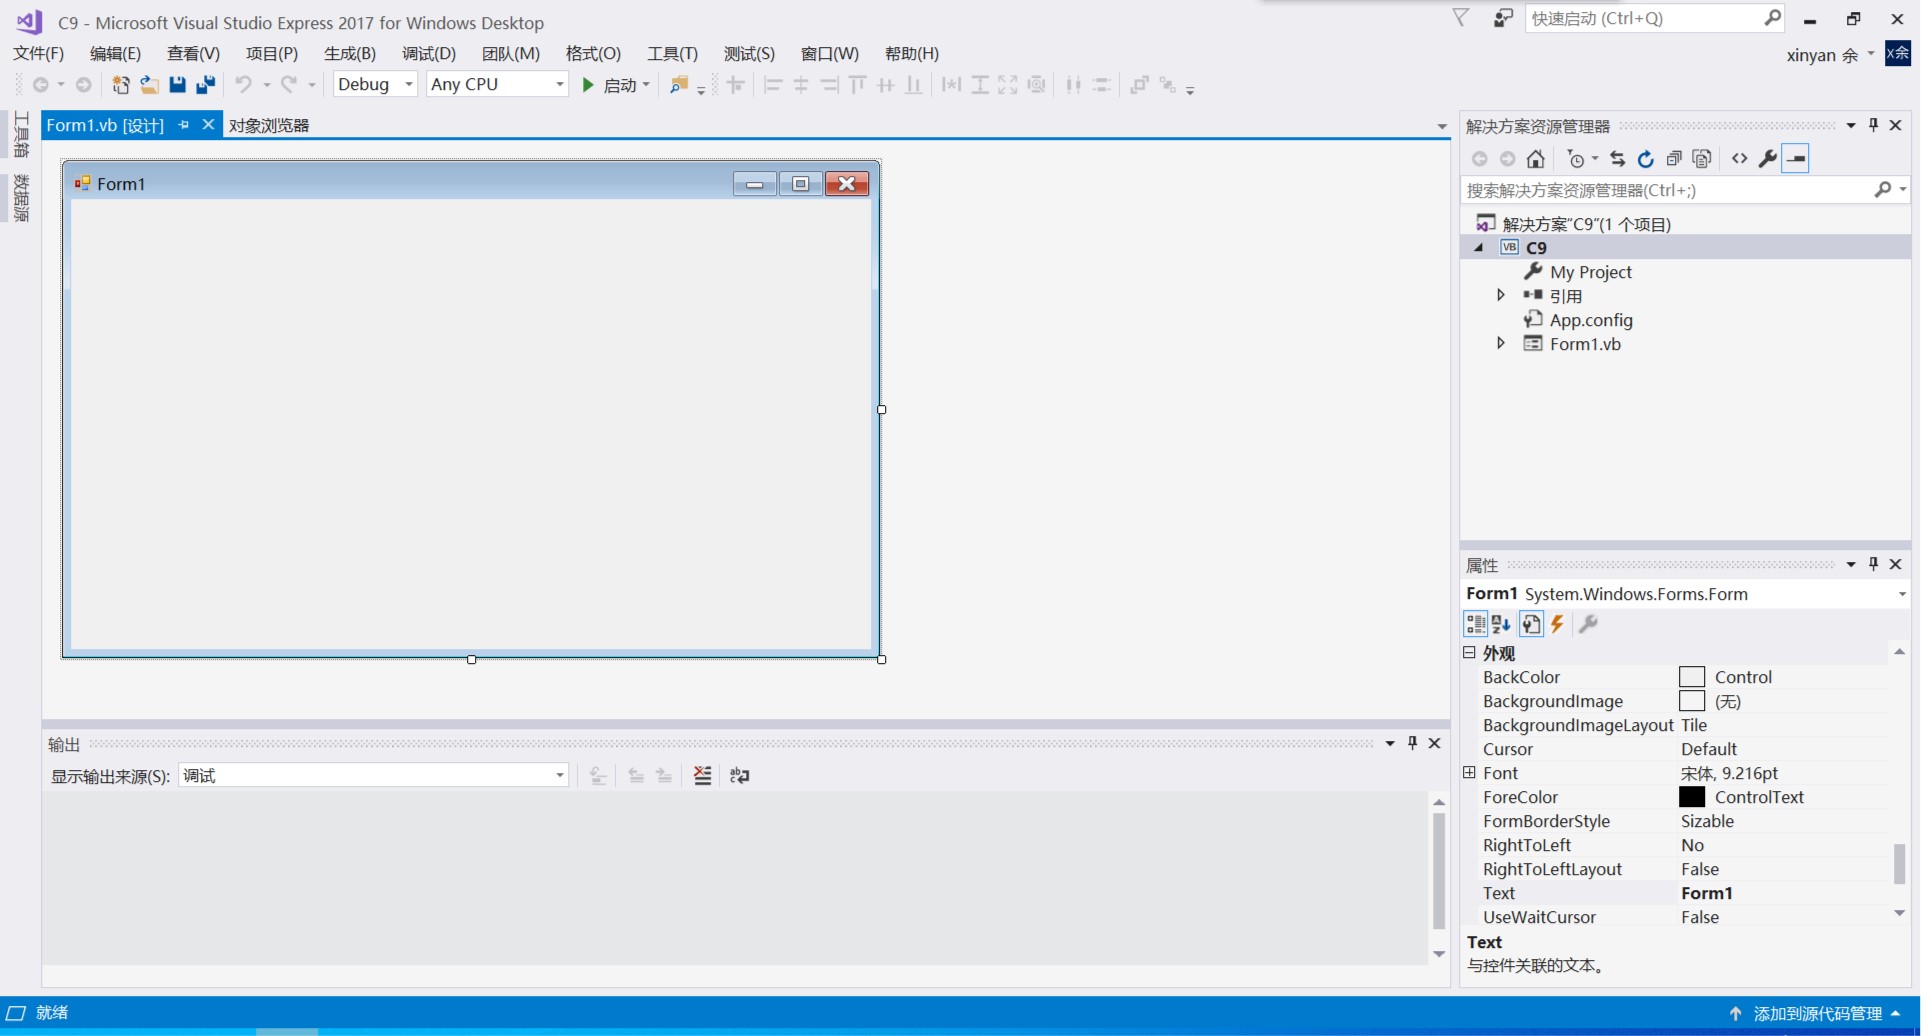 C9 - Microsoft Visual Studio Express 2017 for Windows Desktop
快速启动 (Ctrl+Q)
文件(F) 编辑(E) 查看(V) 项目(P) 生成(B) 调试(D) 团队(M) 格式(O) 工具(T) 测试(S) 窗口(W) 帮助(H)
xinyan 余
X余
Debug Any CPU 启动
工具箱
数据源
Form1.vb [设计] 对象浏览器
Form1
解决方案资源管理器
搜索解决方案资源管理器(Ctrl+;)
解决方案"C9"(1 个项目)
VB C9
My Project
引用
App.config
Form1.vb
输出
显示输出来源(S): 调试
属性
Form1 System.Windows.Forms.Form
外观
BackColor Control
BackgroundImage (无)
BackgroundImageLayout Tile
Cursor Default
Font 宋体, 9.216pt
ForeColor ControlText
FormBorderStyle Sizable
RightToLeft No
RightToLeftLayout False
Text Form1
UseWaitCursor False
Text
与控件关联的文本。
就绪
添加到源代码管理